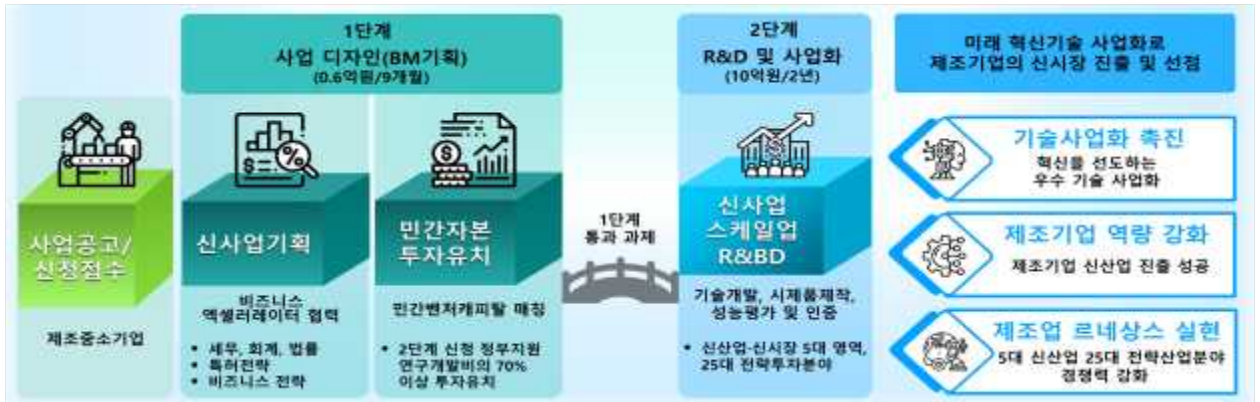 1단계
사업 디자인(BM기획)
(0.6억원/9개월)
2단계
R&D 및 사업화
(10억원/2년)
미래 혁신기술 사업화로
제조기업의 신시장 진출 및 선점
사업공고/
신청접수
제조중소기업
신사업기획
비즈니스
엑셀러레이터 협력
• 세무, 회계, 법률
• 특허전략
• 비즈니스 전략
민간자본
투자유치
민간벤처캐피탈 매칭
• 2단계 신청 정부지원
연구개발비의 70%
이상 투자유치
1단계
통과 과제
신사업
스케일업
R&BD
기술개발, 시제품제작,
성능평가 및 인증
• 신산업·신시장 5대 영역,
25대 전략투자분야
기술사업화 촉진
혁신을 선도하는
우수 기술 사업화
제조기업 역량 강화
제조기업 신산업 진출 성공
제조업 르네상스 실현
5대 신산업 25대 전략산업분야
경쟁력 강화